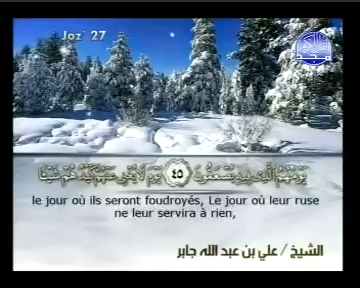 Joz' 27
يَوْمَهُمُ الَّذِي فِيهِ يُصْعَقُونَ ٤٥ يَوْمَ لَا يُغْنِي عَنْهُمْ كَيْدُهُمْ شَيْئًا
le jour où ils seront foudroyés, Le jour où leur ruse
ne leur servira à rien,
الشيخ / علي بن عبد الله جابر